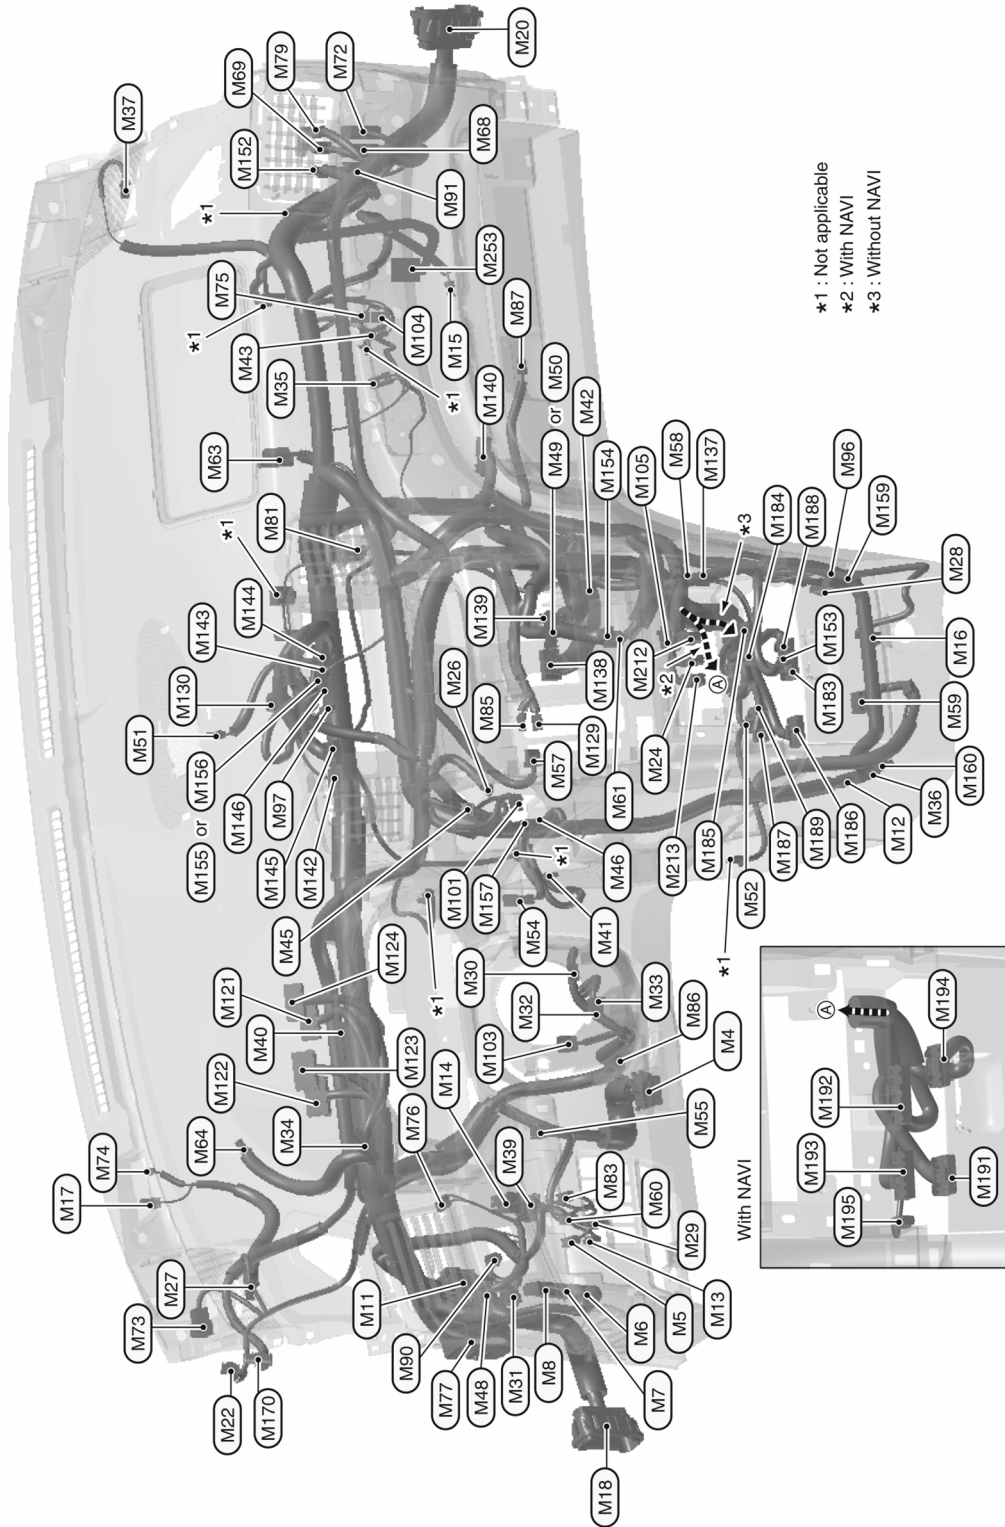 M20
M37
M79
M69
M72
M152
M68
M91
*1
M253
M75
*1
M15
M104
M43
M87
*1
M35
M140
M49 or M50
M63
M42
M154
M81
*1
M105
M58
M137
*3
M184
M188
M96
M159
M28
M144
M143
M130
M51
M139
M138
M212
*2
M153
M183
M16
M59
M26
M85
M129
M24
A
M57
M61
M155 or M156
M146
M97
M145
M142
M213
M185
M187
M189
M186
M160
M36
M12
M52
*1
M45
M101
M157
*1
M46
M54
M41
*1
M124
M121
M40
M30
M32
M33
M86
M103
M4
M123
M122
M14
M76
M55
M34
M64
M74
M17
M39
M83
M60
M29
M13
M5
M6
M7
M8
M11
M90
M77
M48
M31
M27
M73
M22
M170
M18
*1 : Not applicable
*2 : With NAVI
*3 : Without NAVI
With NAVI
A
M194
M192
M193
M195
M191